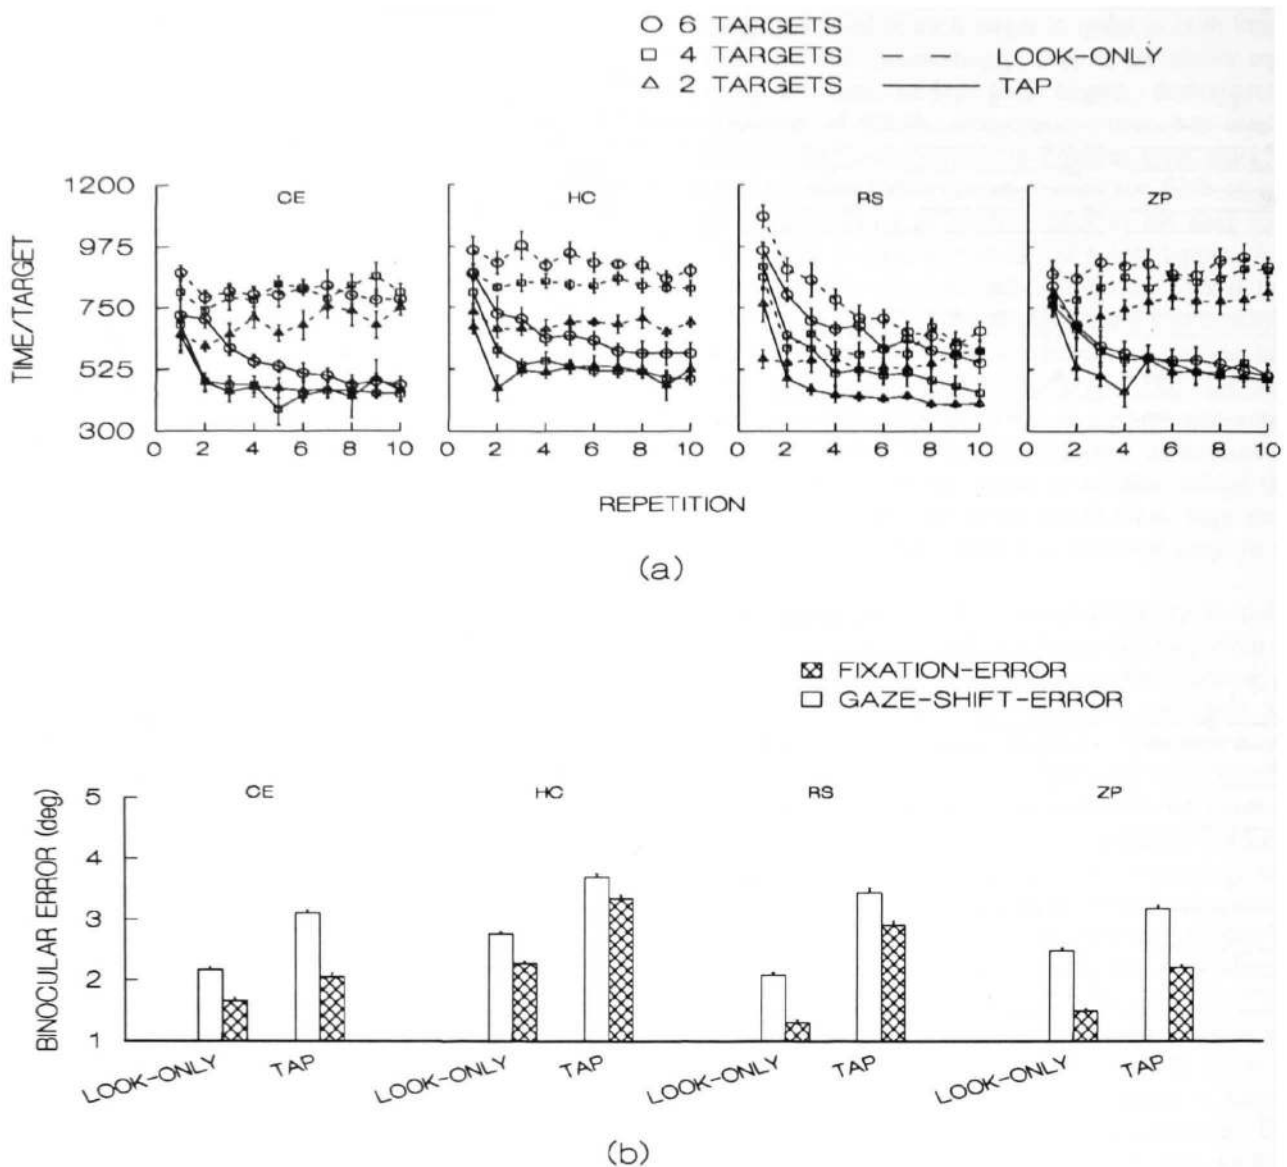 6 TARGETS
4 TARGETS LOOK-ONLY
2 TARGETS TAP
TIME/TARGET
1200
975
750
525
300
CE HC RS ZP
0 2 4 6 8 10 0 2 4 6 8 10 0 2 4 6 8 10 0 2 4 6 8 10
REPETITION
(a)
FIXATION-ERROR
GAZE-SHIFT-ERROR
BINOCULAR ERROR (deg)
5
4
3
2
1
CE HC RS ZP
LOOK-ONLY TAP LOOK-ONLY TAP LOOK-ONLY TAP LOOK-ONLY TAP
(b)